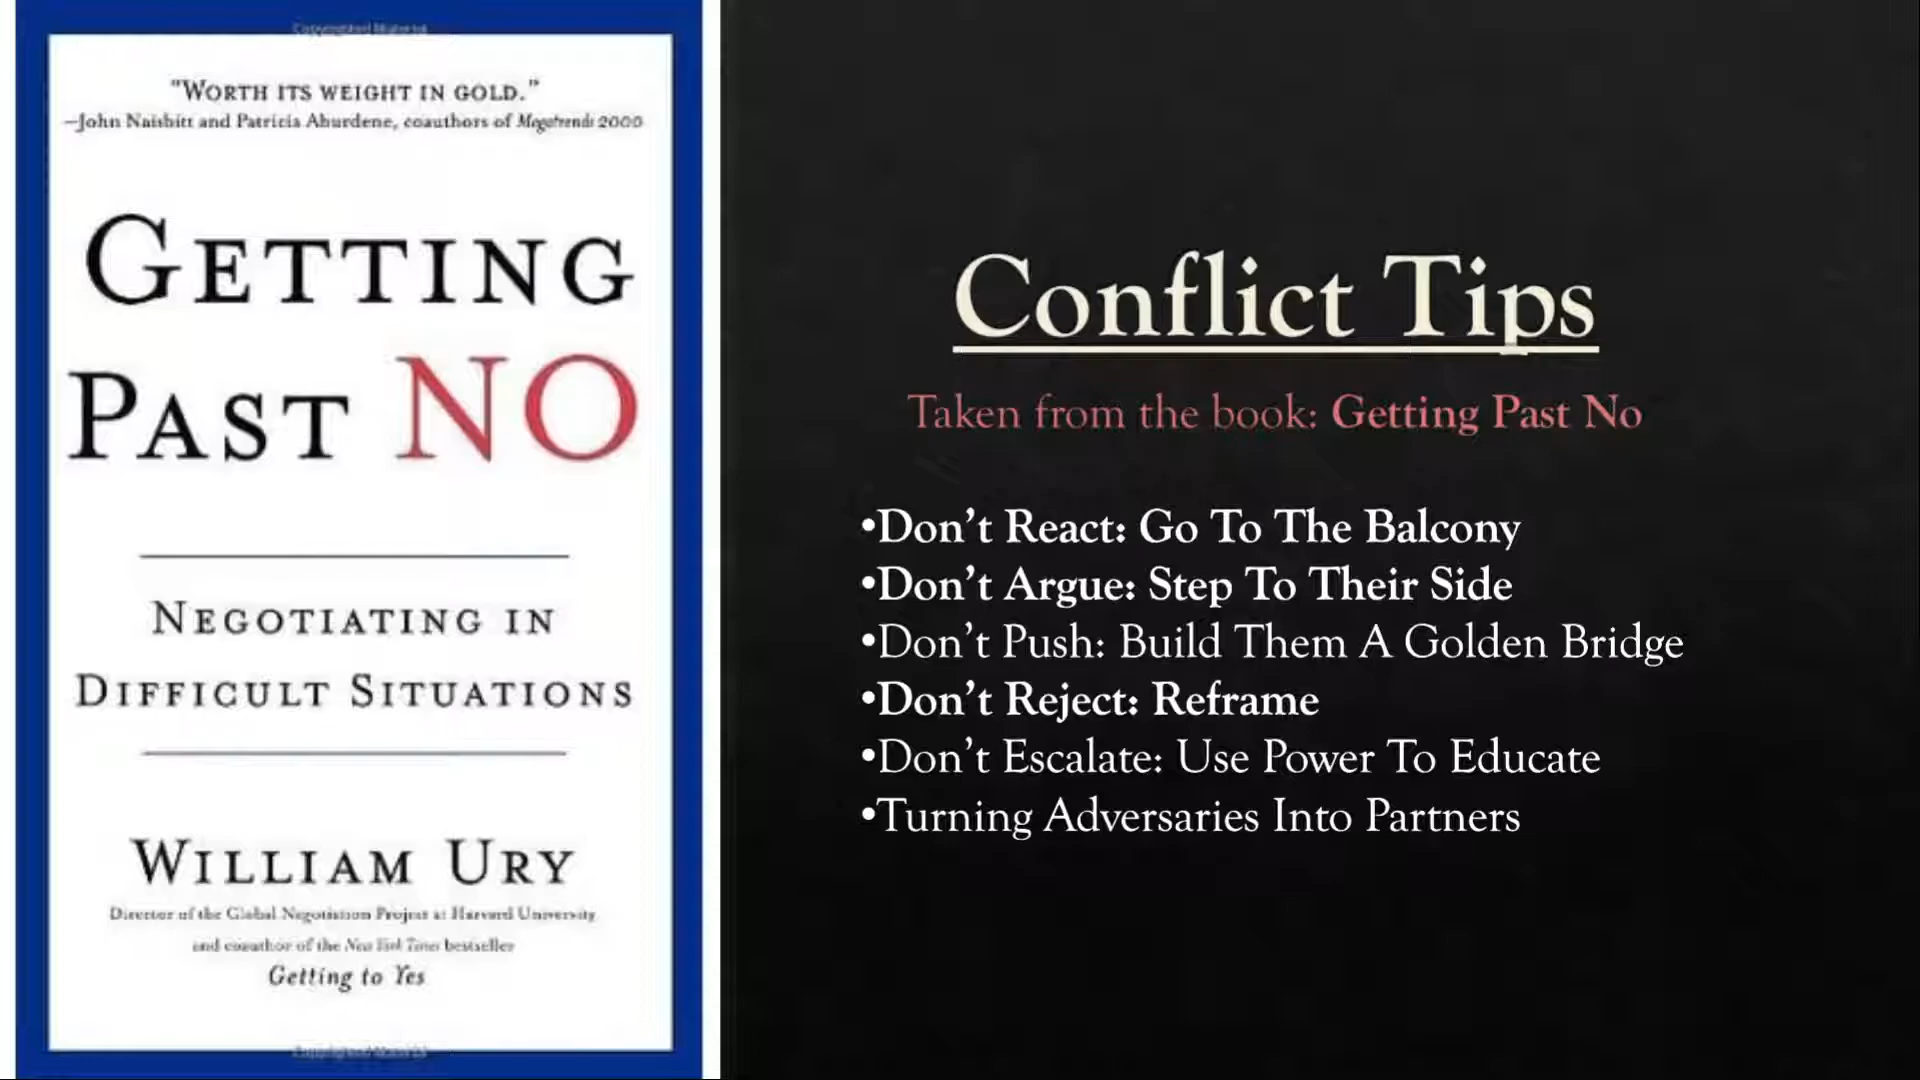 Copyrighted Material
"WORTH ITS WEIGHT IN GOLD."
—John Naisbitt and Patricia Aburdene, coauthors of Megatrends 2000
GETTING
PAST NO
NEGOTIATING IN
DIFFICULT SITUATIONS
WILLIAM URY
Director of the Global Negotiation Project at Harvard University
and coauthor of the New York Times bestseller
Getting to Yes
Copyrighted Material
Conflict Tips
Taken from the book: Getting Past No
•Don't React: Go To The Balcony
•Don't Argue: Step To Their Side
•Don't Push: Build Them A Golden Bridge
•Don't Reject: Reframe
•Don't Escalate: Use Power To Educate
•Turning Adversaries Into Partners